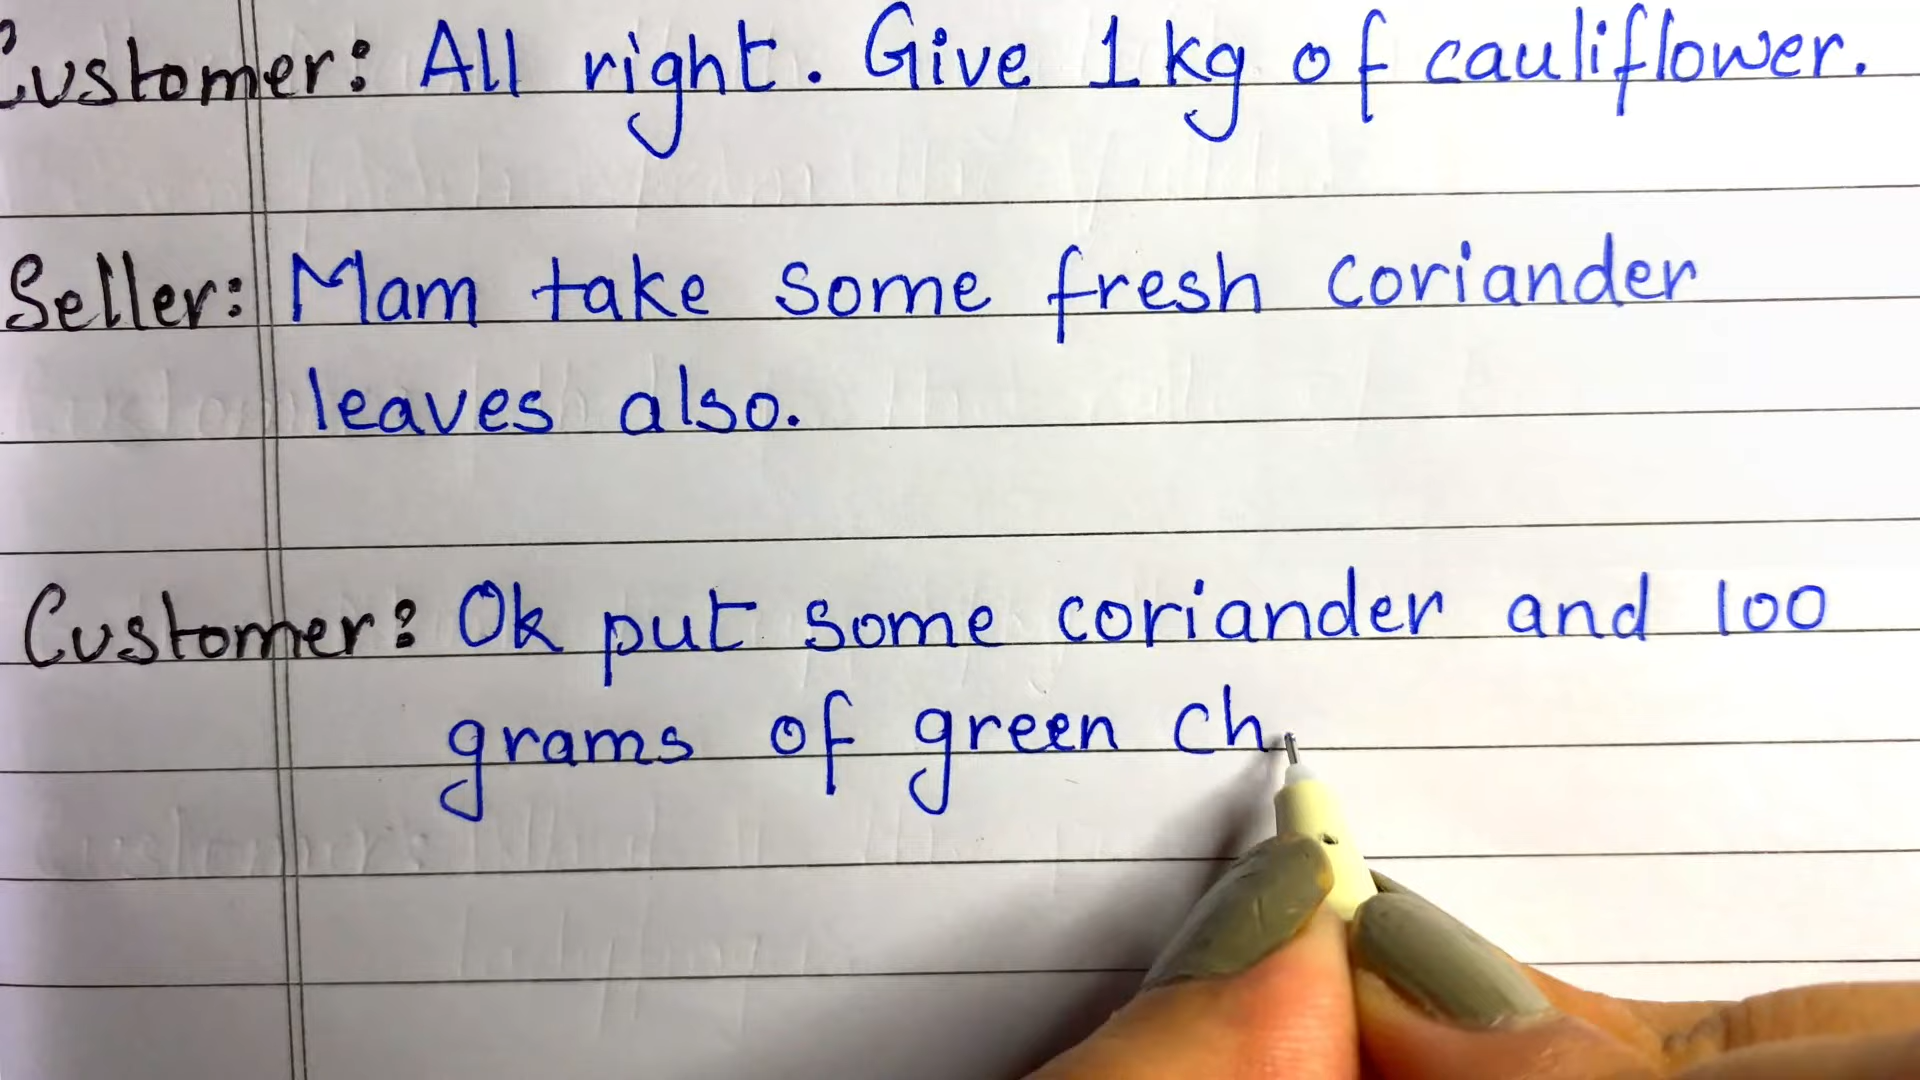 Customer: All right. Give 1 kg of cauliflower.
Seller: Mam take some fresh coriander
leaves also.
Customer: Ok put some coriander and 100
grams of green ch